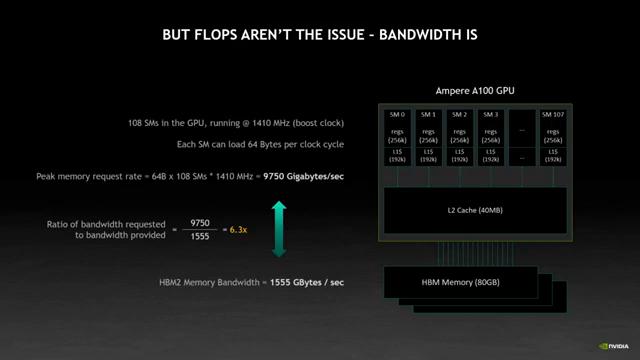 BUT FLOPS AREN'T THE ISSUE – BANDWIDTH IS
108 SMs in the GPU, running @ 1410 MHz (boost clock)
Each SM can load 64 Bytes per clock cycle
Peak memory request rate = 64B x 108 SMs * 1410 MHz = 9750 Gigabytes/sec
Ratio of bandwidth requested
to bandwidth provided
=
9750
1555
= 6.3x
HBM2 Memory Bandwidth = 1555 GBytes / sec
Ampere A100 GPU
SM 0 SM 1 SM 2 SM 3 ... SM 107
regs regs regs regs regs
(256k) (256k) (256k) (256k) (256k)
L1$ L1$ L1$ L1$ ... L1$
(192k) (192k) (192k) (192k) (192k)
L2 Cache (40MB)
HBM Memory (80GB)
NVIDIA